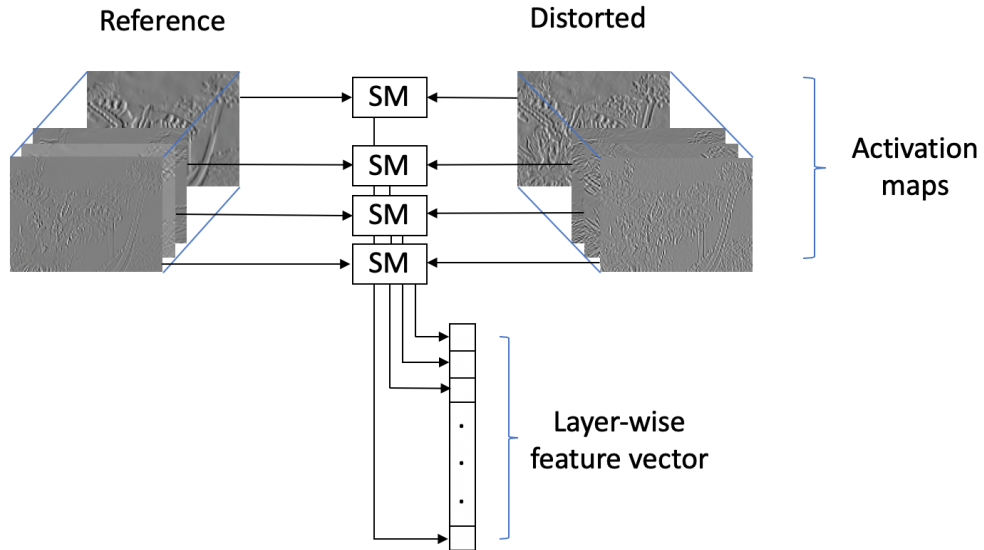 Reference
Distorted
SM
SM
SM
SM
Activation
maps
Layer-wise
feature vector